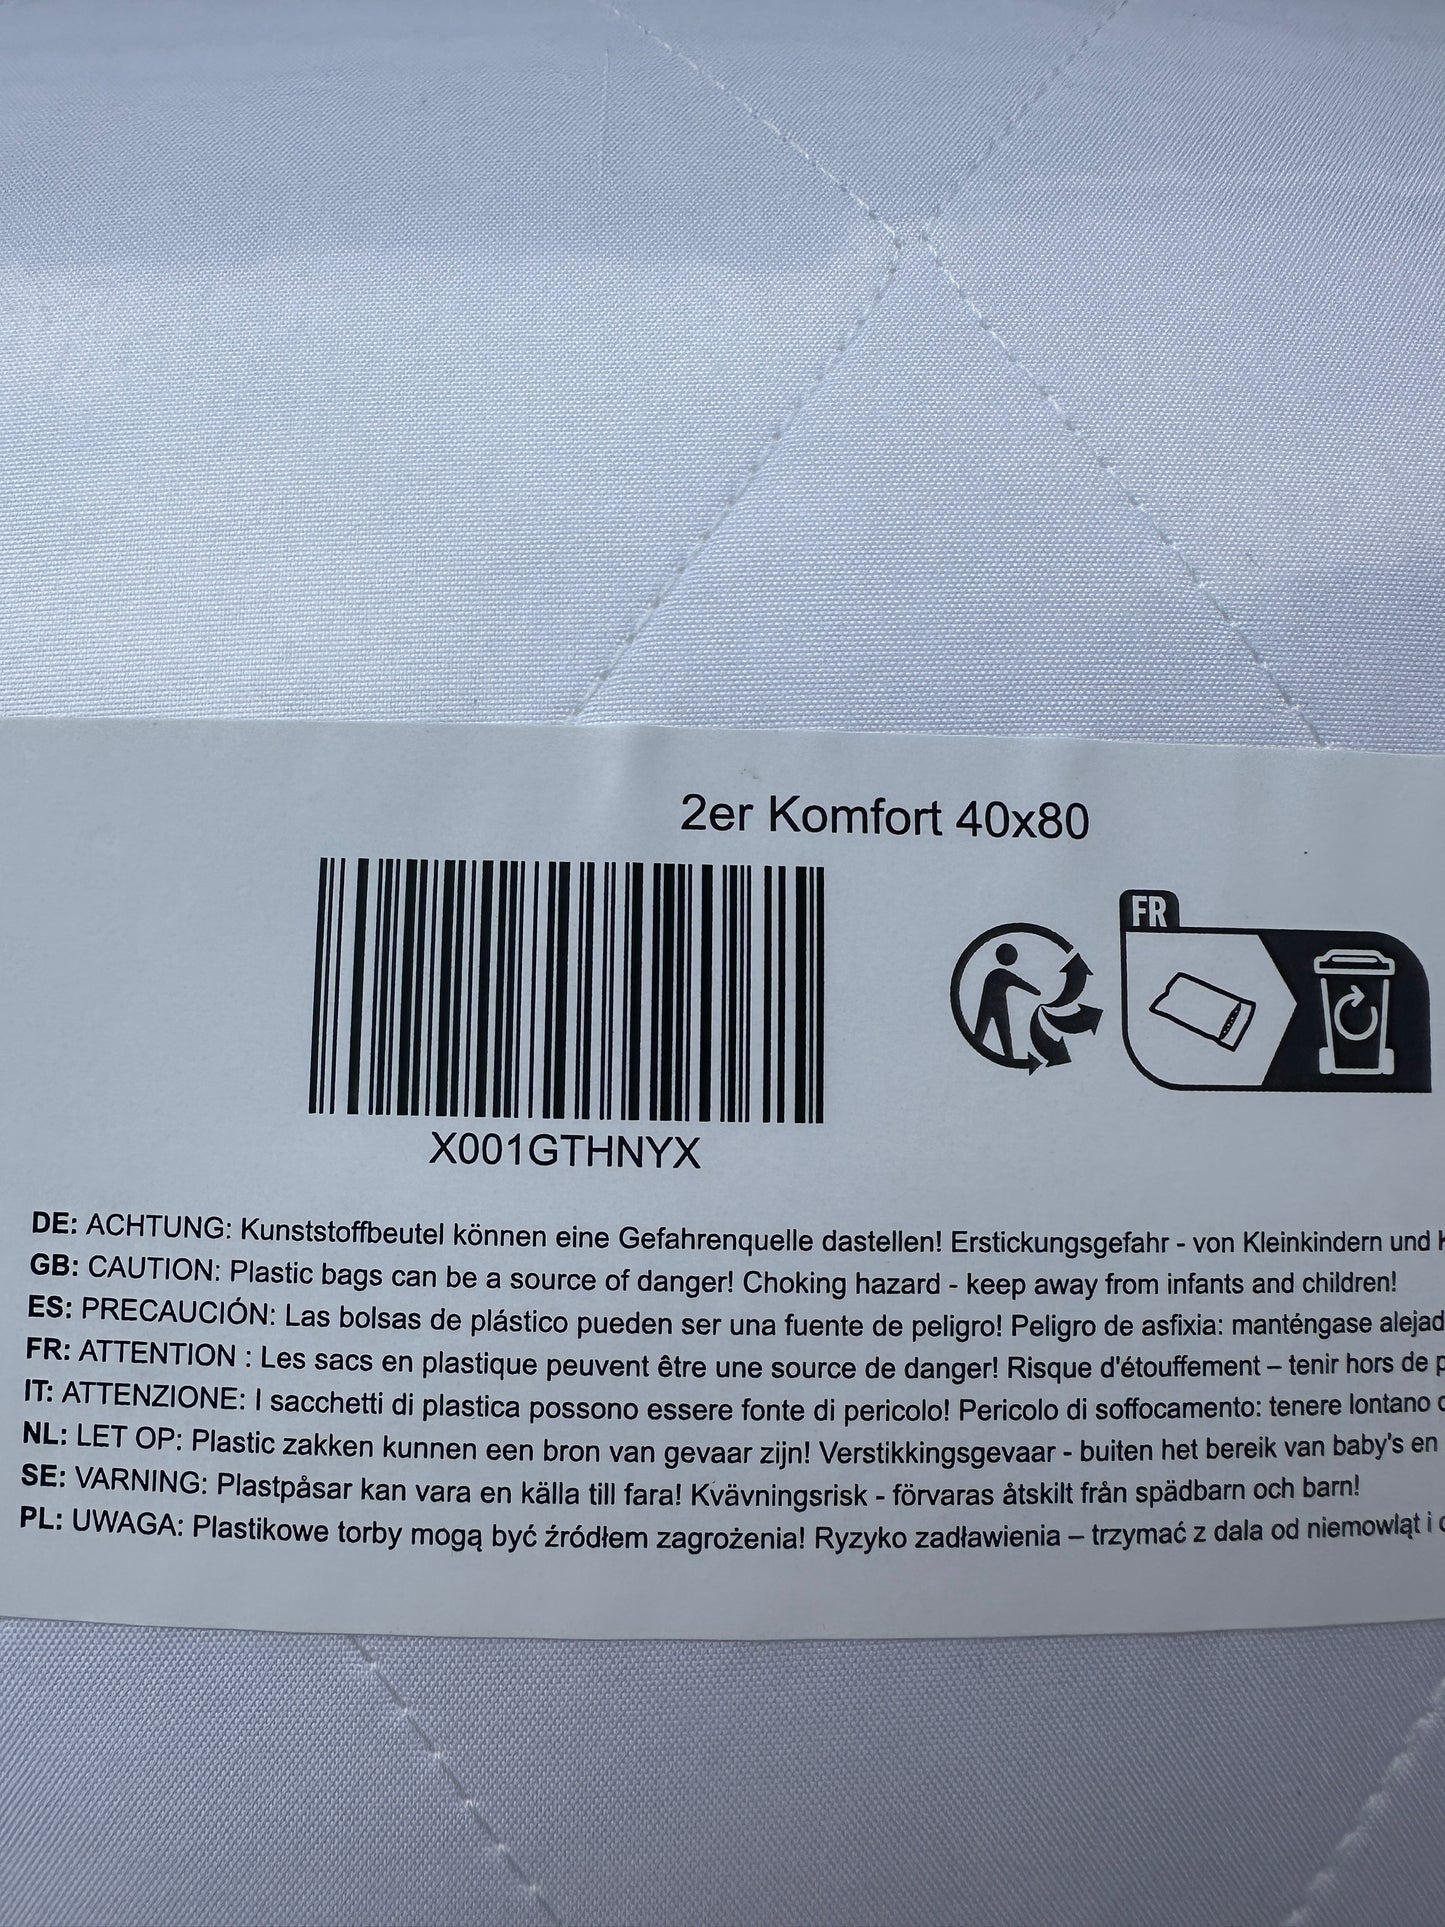 2er Komfort 40x80
FR
X001GTHNYX
DE: ACHTUNG: Kunststoffbeutel können eine Gefahrenquelle dastellen! Erstickungsgefahr - von Kleinkindern und
GB: CAUTION: Plastic bags can be a source of danger! Choking hazard - keep away from infants and children!
ES: PRECAUCIÓN: Las bolsas de plástico pueden ser una fuente de peligro! Peligro de asfixia: manténgase alejad
FR: ATTENTION : Les sacs en plastique peuvent être une source de danger! Risque d'étouffement – tenir hors de
IT: ATTENZIONE: I sacchetti di plastica possono essere fonte di pericolo! Pericolo di soffocamento: tenere lontano
NL: LET OP: Plastic zakken kunnen een bron van gevaar zijn! Verstikkingsgevaar - buiten het bereik van baby's en
SE: VARNING: Plastpåsar kan vara en källa till fara! Kvävningsrisk - förvaras åtskilt från spädbarn och barn!
PL: UWAGA: Plastikowe torby mogą być źródłem zagrożenia! Ryzyko zadławienia – trzymać z dala od niemowląt i